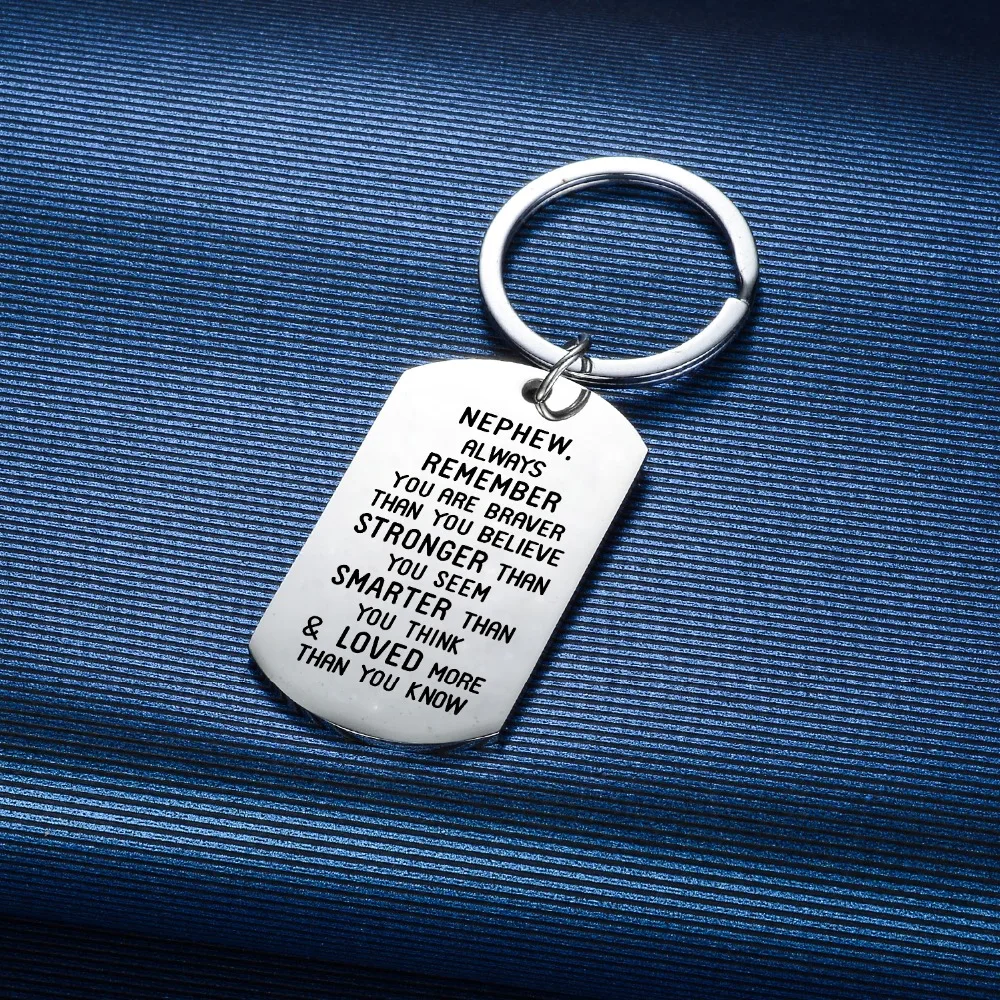 NEPHEW.
ALWAYS
REMEMBER
YOU ARE BRAVER
THAN YOU BELIEVE
STRONGER THAN
YOU SEEM
SMARTER THAN
YOU THINK
& LOVED MORE
THAN YOU KNOW